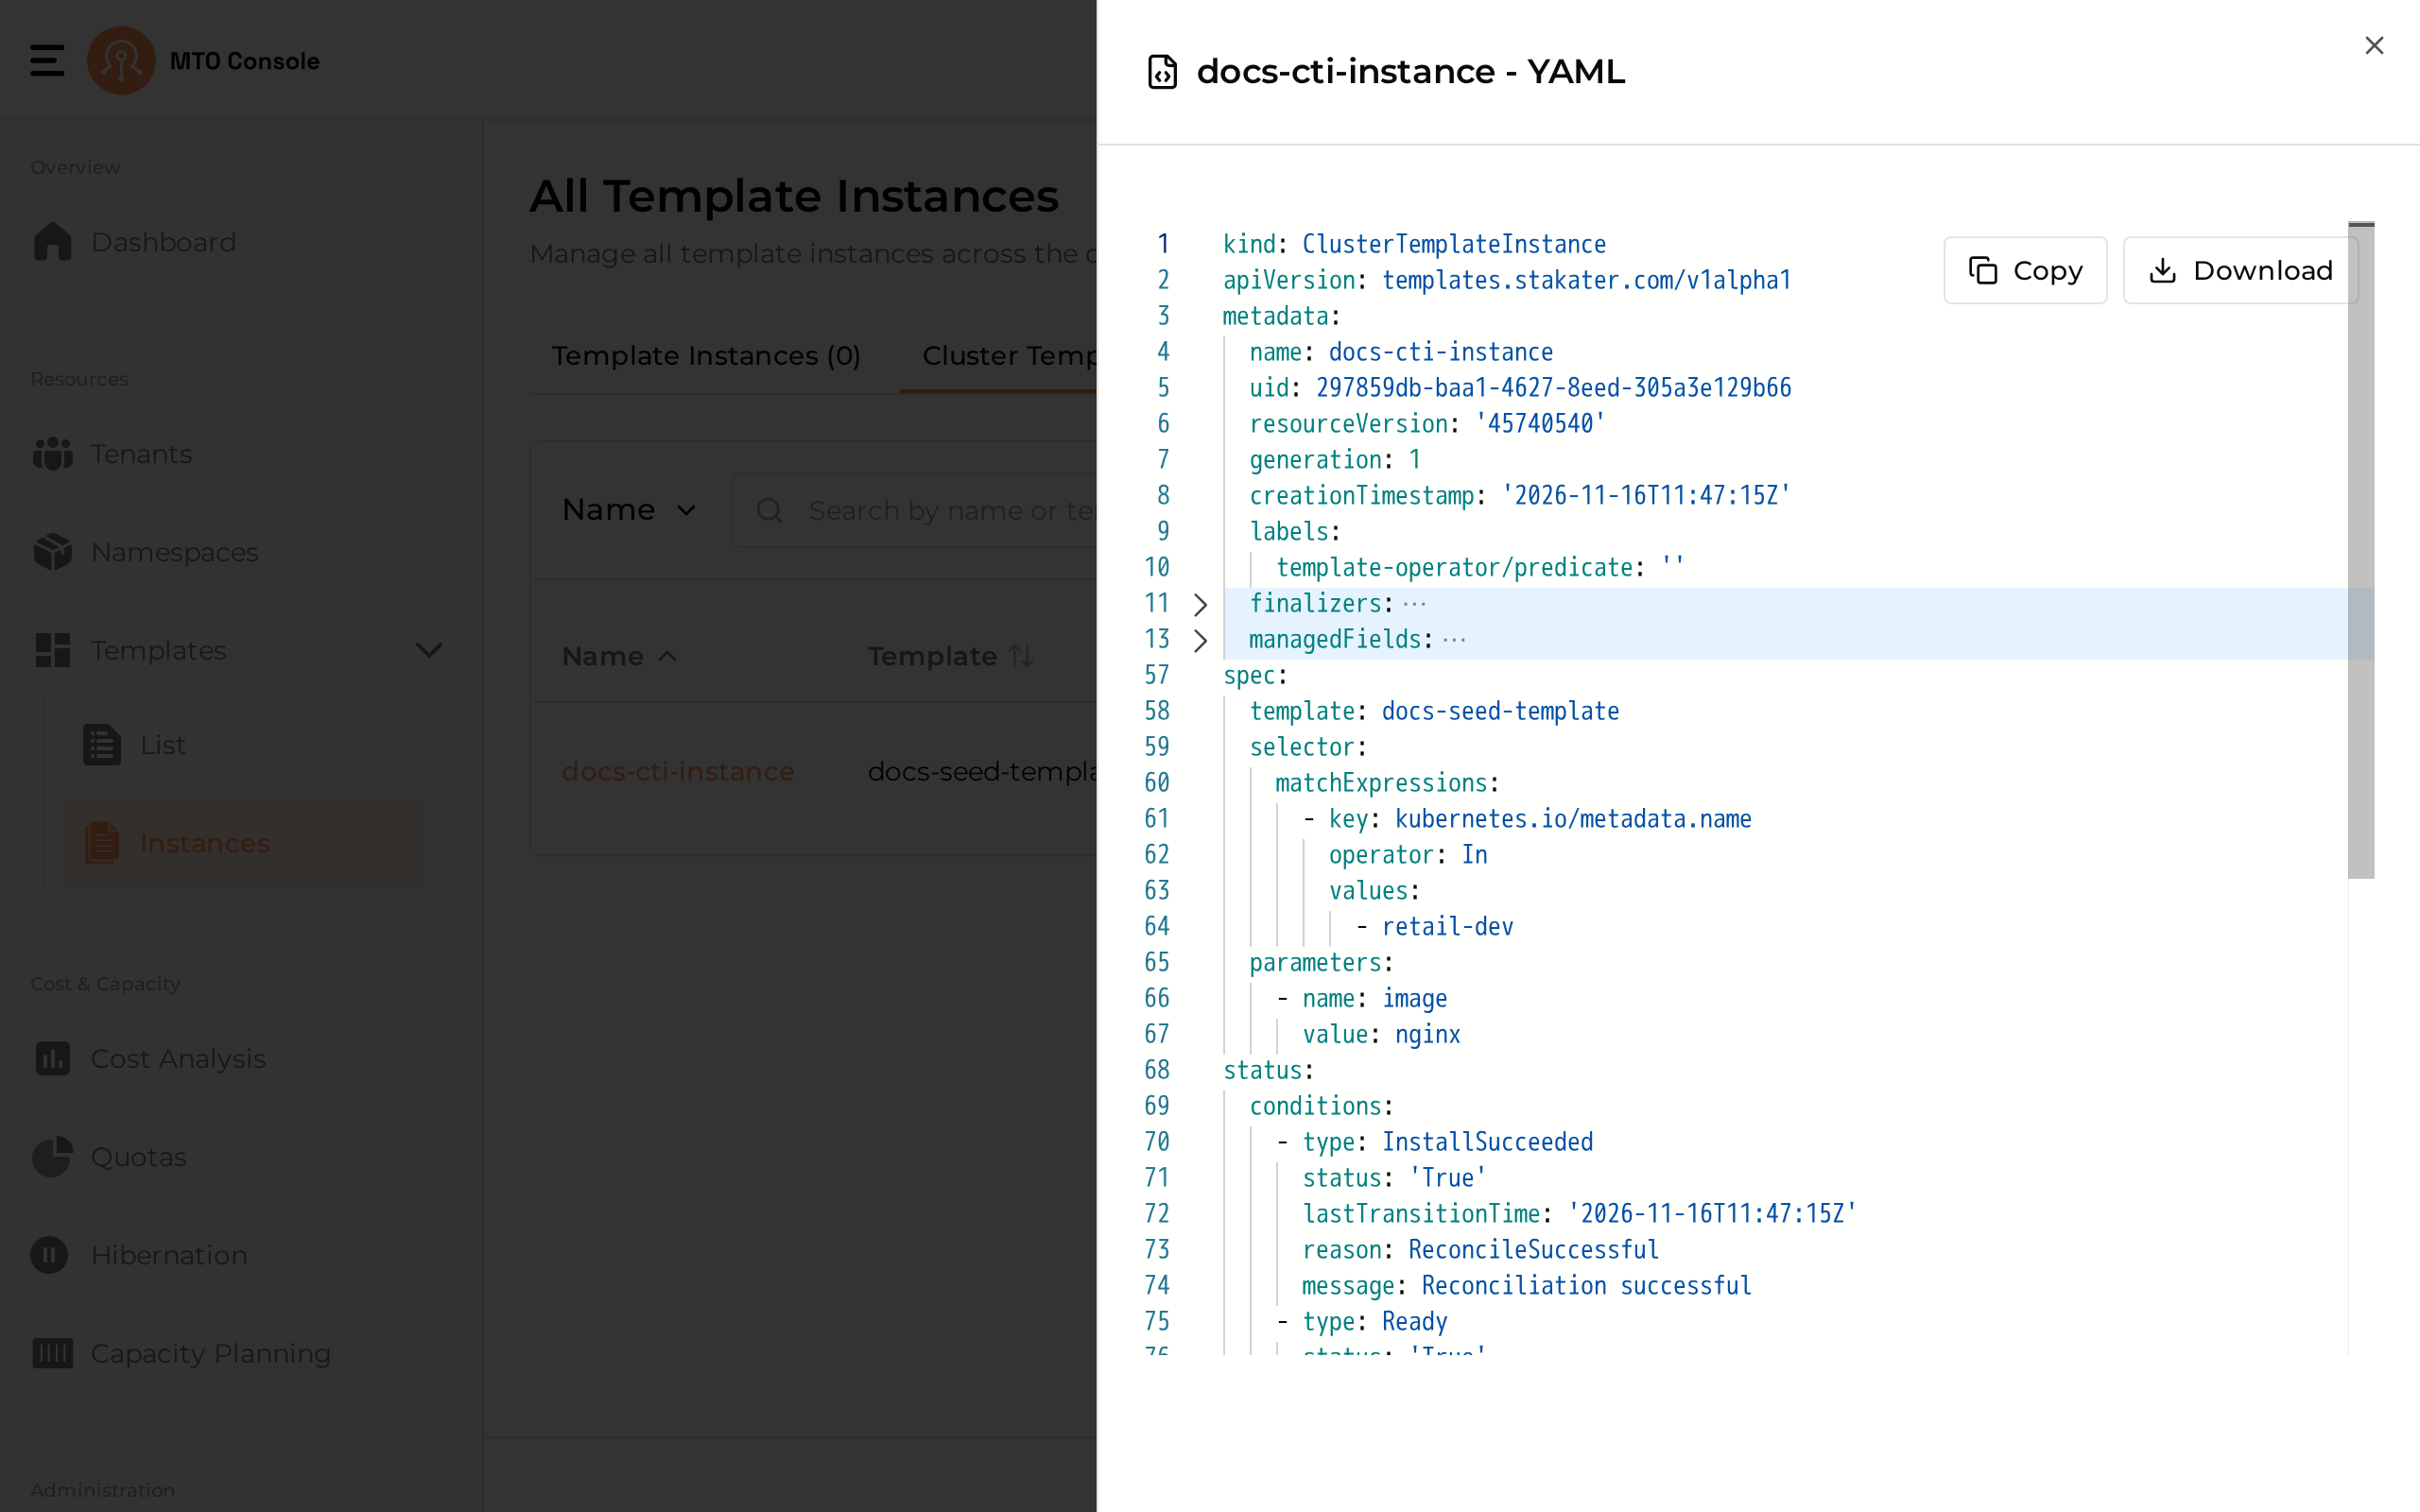 MTO Console
Overview
Dashboard
Resources
Tenants
Namespaces
Templates
List
Instances
Cost & Capacity
Cost Analysis
Quotas
Hibernation
Capacity Planning
Administration
All Template Instances
Manage all template instances across the
Template Instances (0)
Cluster
Name
Search by name or
Name
Template
docs-cti-instance
docs-cti-instance - YAML
Copy
Download
1 kind: ClusterTemplateInstance
2 apiVersion: templates.stakater.com/v1alpha1
3 metadata:
4 name: docs-cti-instance
5 uid: 297859db-baa1-4627-8eed-305a3e129b66
6 resourceVersion: '45740540'
7 generation: 1
8 creationTimestamp: '2026-11-16T11:47:15Z'
9 labels:
10 template-operator/predicate: ''
11 finalizers: ···
13 managedFields: ···
57 spec:
58 template: docs-seed-template
59 selector:
60 matchExpressions:
61 - key: kubernetes.io/metadata.name
62 operator: In
63 values:
64 - retail-dev
65 parameters:
66 - name: image
67 value: nginx
68 status:
69 conditions:
70 - type: InstallSucceeded
71 status: 'True'
72 lastTransitionTime: '2026-11-16T11:47:15Z'
73 reason: ReconcileSuccessful
74 message: Reconciliation successful
75 - type: Ready
76 status: 'True'